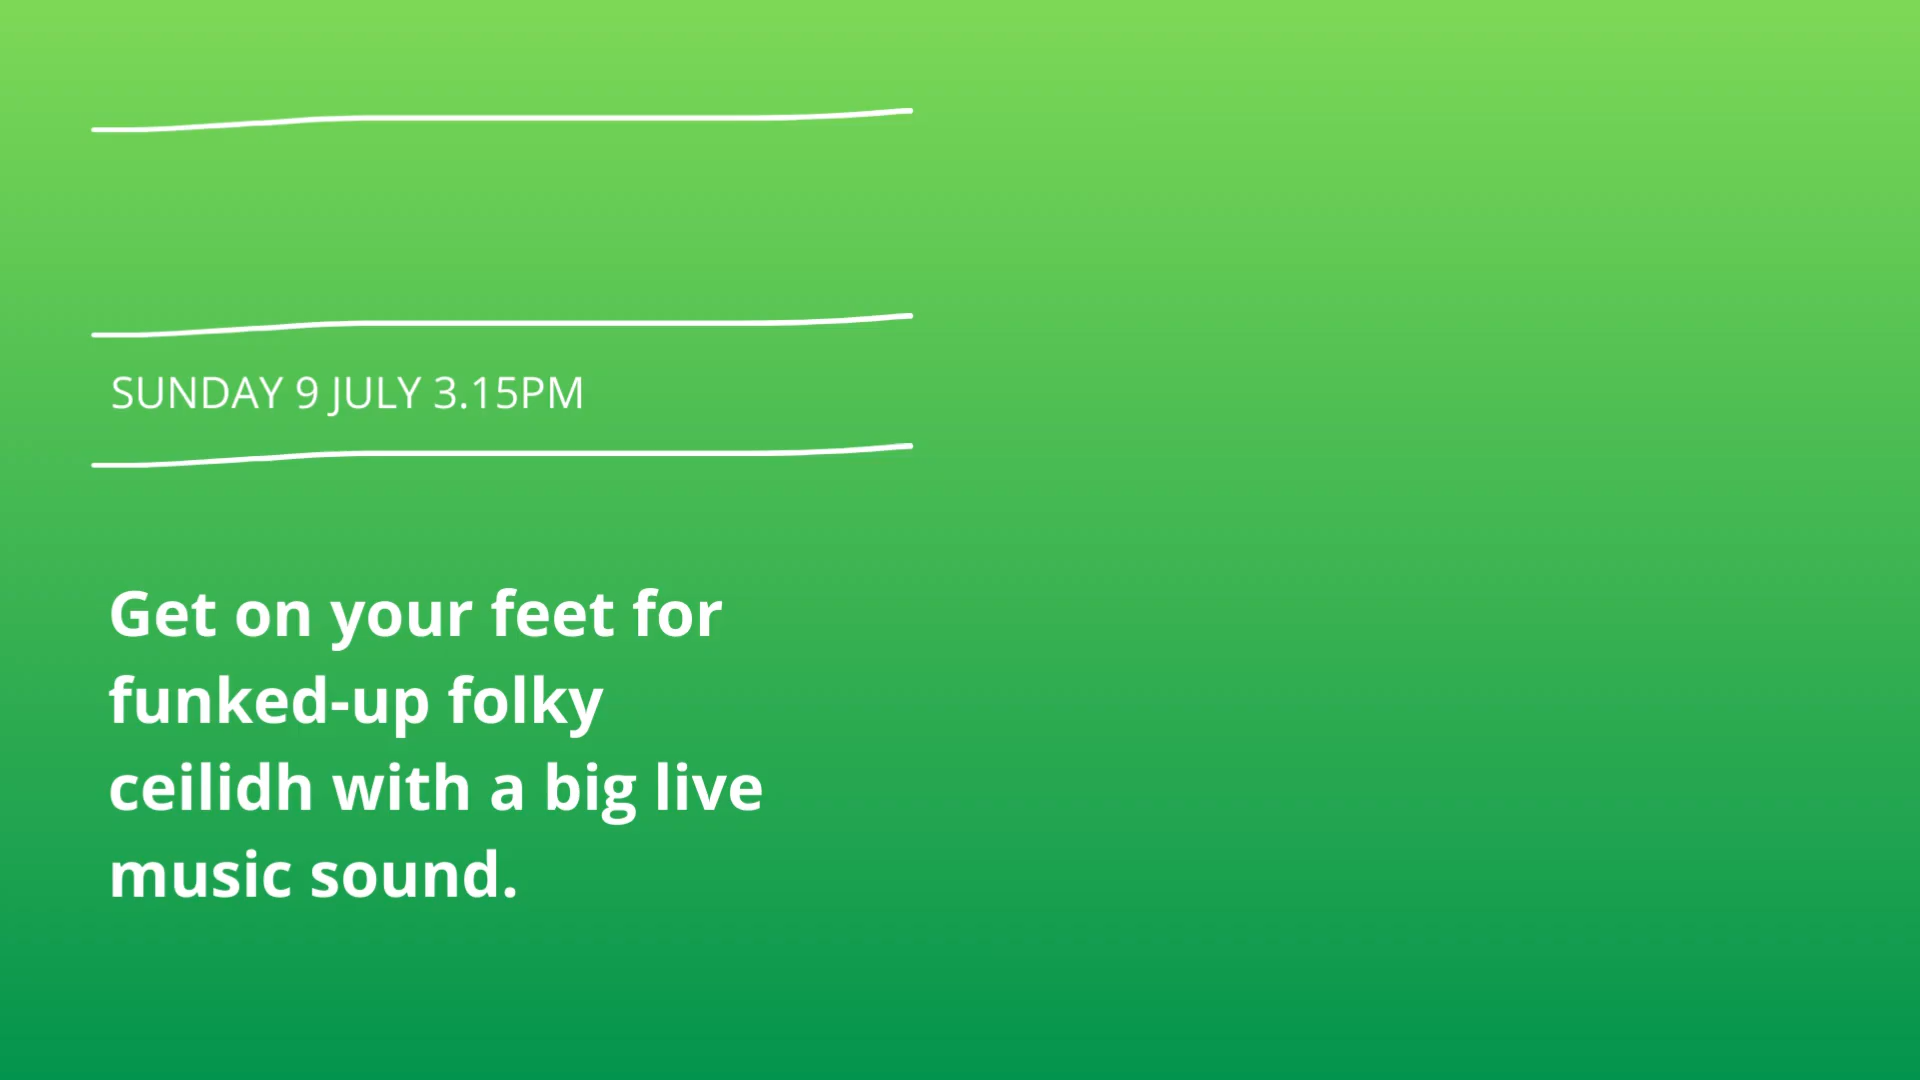 SUNDAY 9 JULY 3.15PM
Get on your feet for
funked-up folky
ceilidh with a big live
music sound.